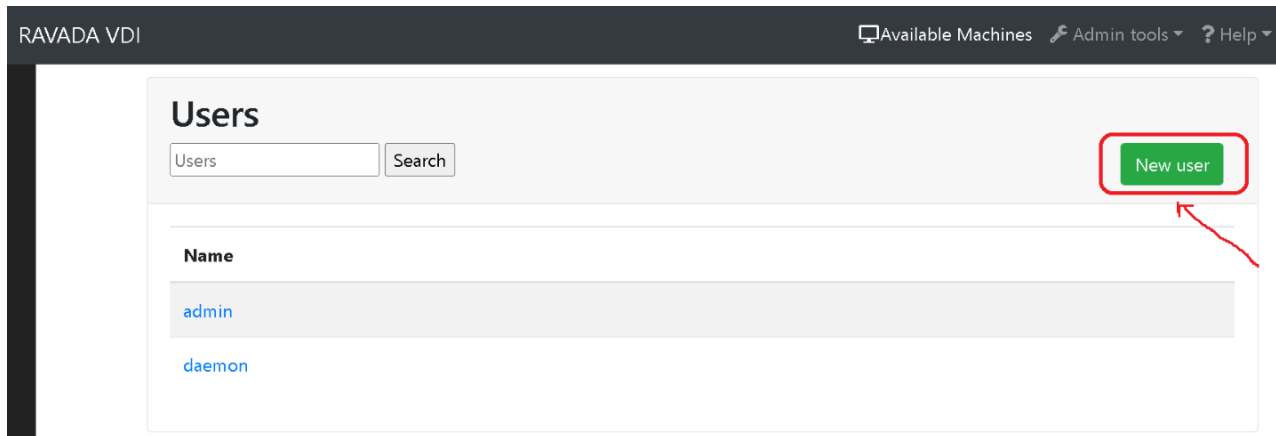 RAVADA VDI Available Machines Admin tools ? Help
Users
Users Search
New user
Name
admin
daemon